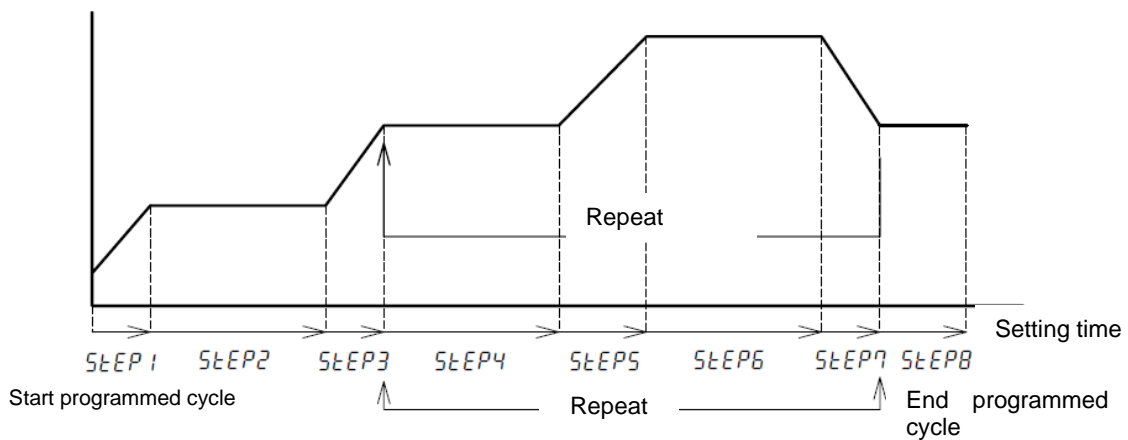 Repeat
Setting time
StEP1 StEP2 StEP3 StEP4 StEP5 StEP6 StEP7 StEP8
Start programmed cycle
Repeat
End programmed
cycle